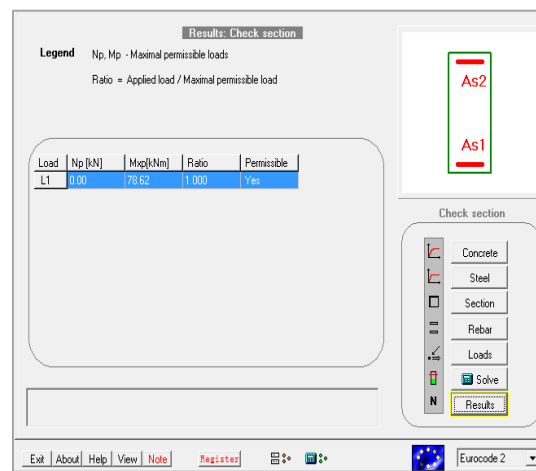 Results: Check section
Legend Np, Mp - Maximal permissible loads
Ratio = Applied load / Maximal permissible load
Load Np [kN] Mxp[kNm] Ratio Permissible
L1 0.00 78.62 1.000 Yes
As2
As1
Check section
Concrete
Steel
Section
Rebar
Loads
Solve
N Results
Exit About Help View Note Register Eurocode 2